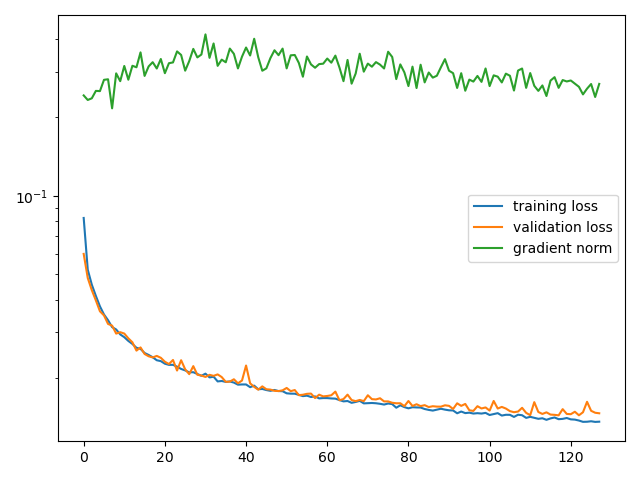 10⁻¹
training loss
validation loss
gradient norm
0 20 40 60 80 100 120